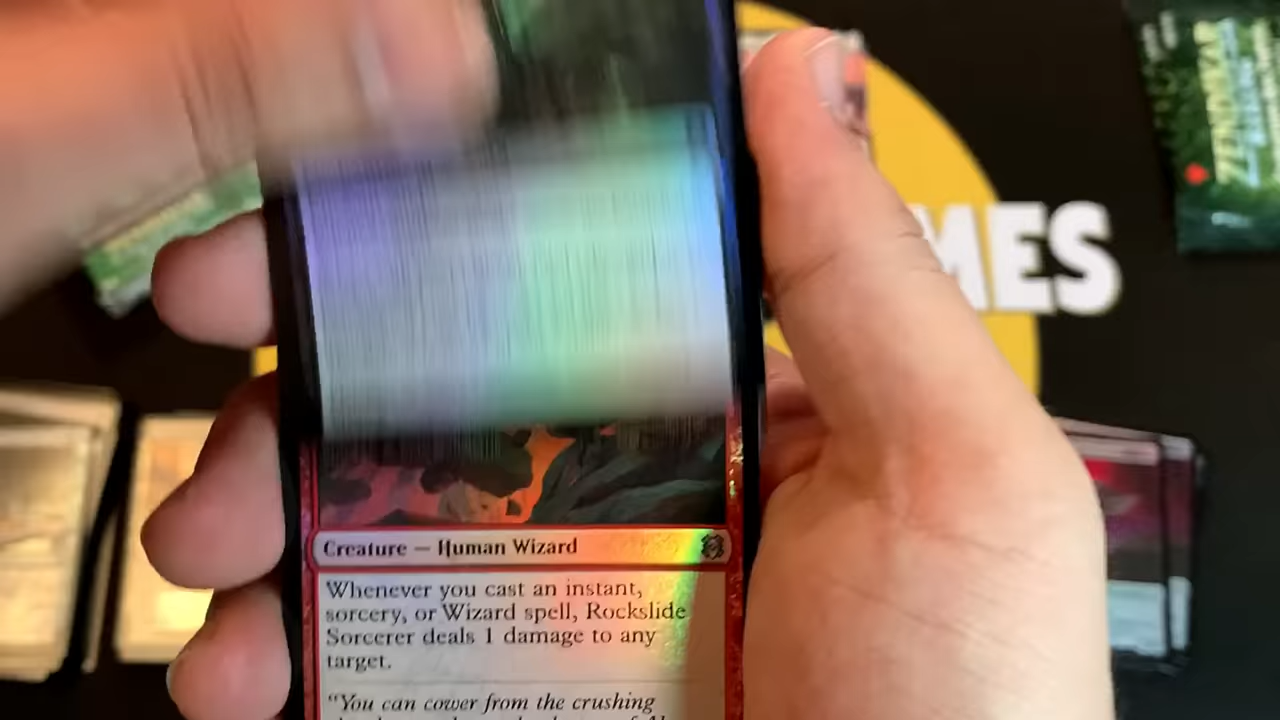 MES
Creature — Human Wizard
Whenever you cast an instant,
sorcery, or Wizard spell, Rockslide
Sorcerer deals 1 damage to any
target.
"You can cower from the crushing